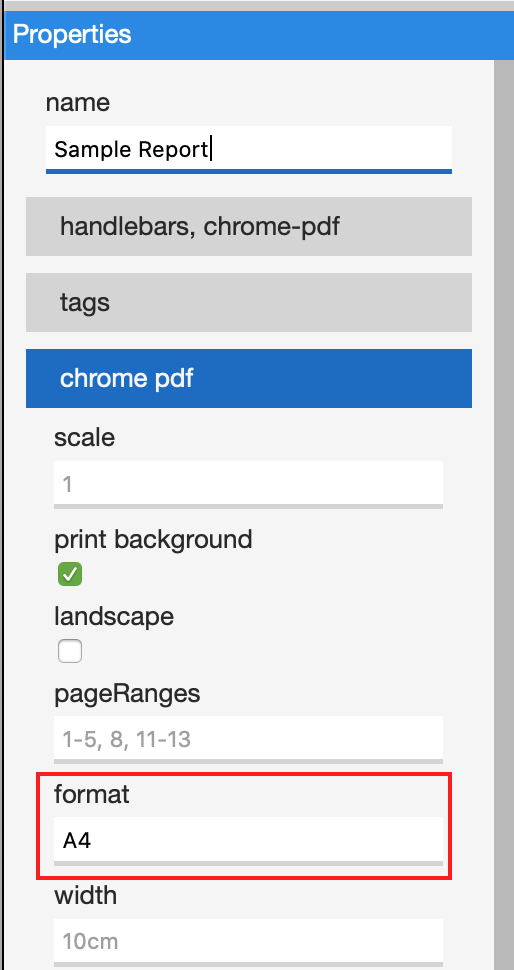 Properties
name
Sample Report
handlebars, chrome-pdf
tags
chrome pdf
scale
1
print background
landscape
pageRanges
1-5, 8, 11-13
format
A4
width
10cm